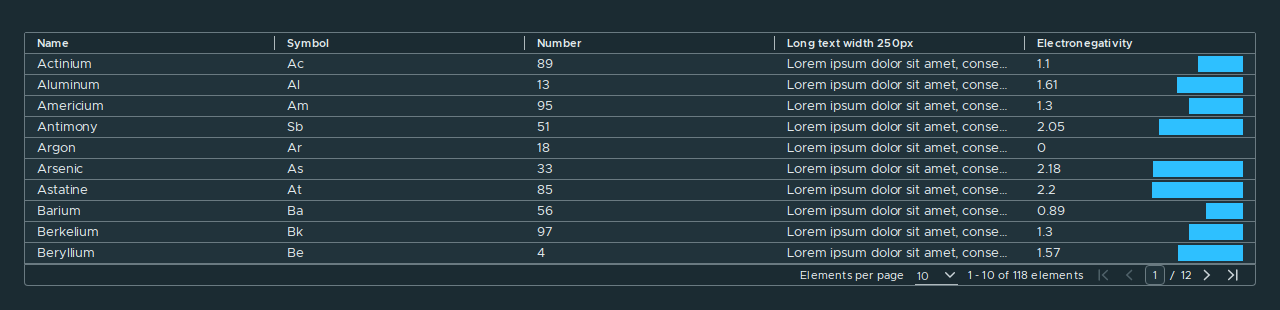 Name Symbol Number Long text width 250px Electronegativity
Actinium Ac 89 Lorem ipsum dolor sit amet, conse... 1.1
Aluminum Al 13 Lorem ipsum dolor sit amet, conse... 1.61
Americium Am 95 Lorem ipsum dolor sit amet, conse... 1.3
Antimony Sb 51 Lorem ipsum dolor sit amet, conse... 2.05
Argon Ar 18 Lorem ipsum dolor sit amet, conse... 0
Arsenic As 33 Lorem ipsum dolor sit amet, conse... 2.18
Astatine At 85 Lorem ipsum dolor sit amet, conse... 2.2
Barium Ba 56 Lorem ipsum dolor sit amet, conse... 0.89
Berkelium Bk 97 Lorem ipsum dolor sit amet, conse... 1.3
Beryllium Be 4 Lorem ipsum dolor sit amet, conse... 1.57
Elements per page 10 1 - 10 of 118 elements 1 / 12